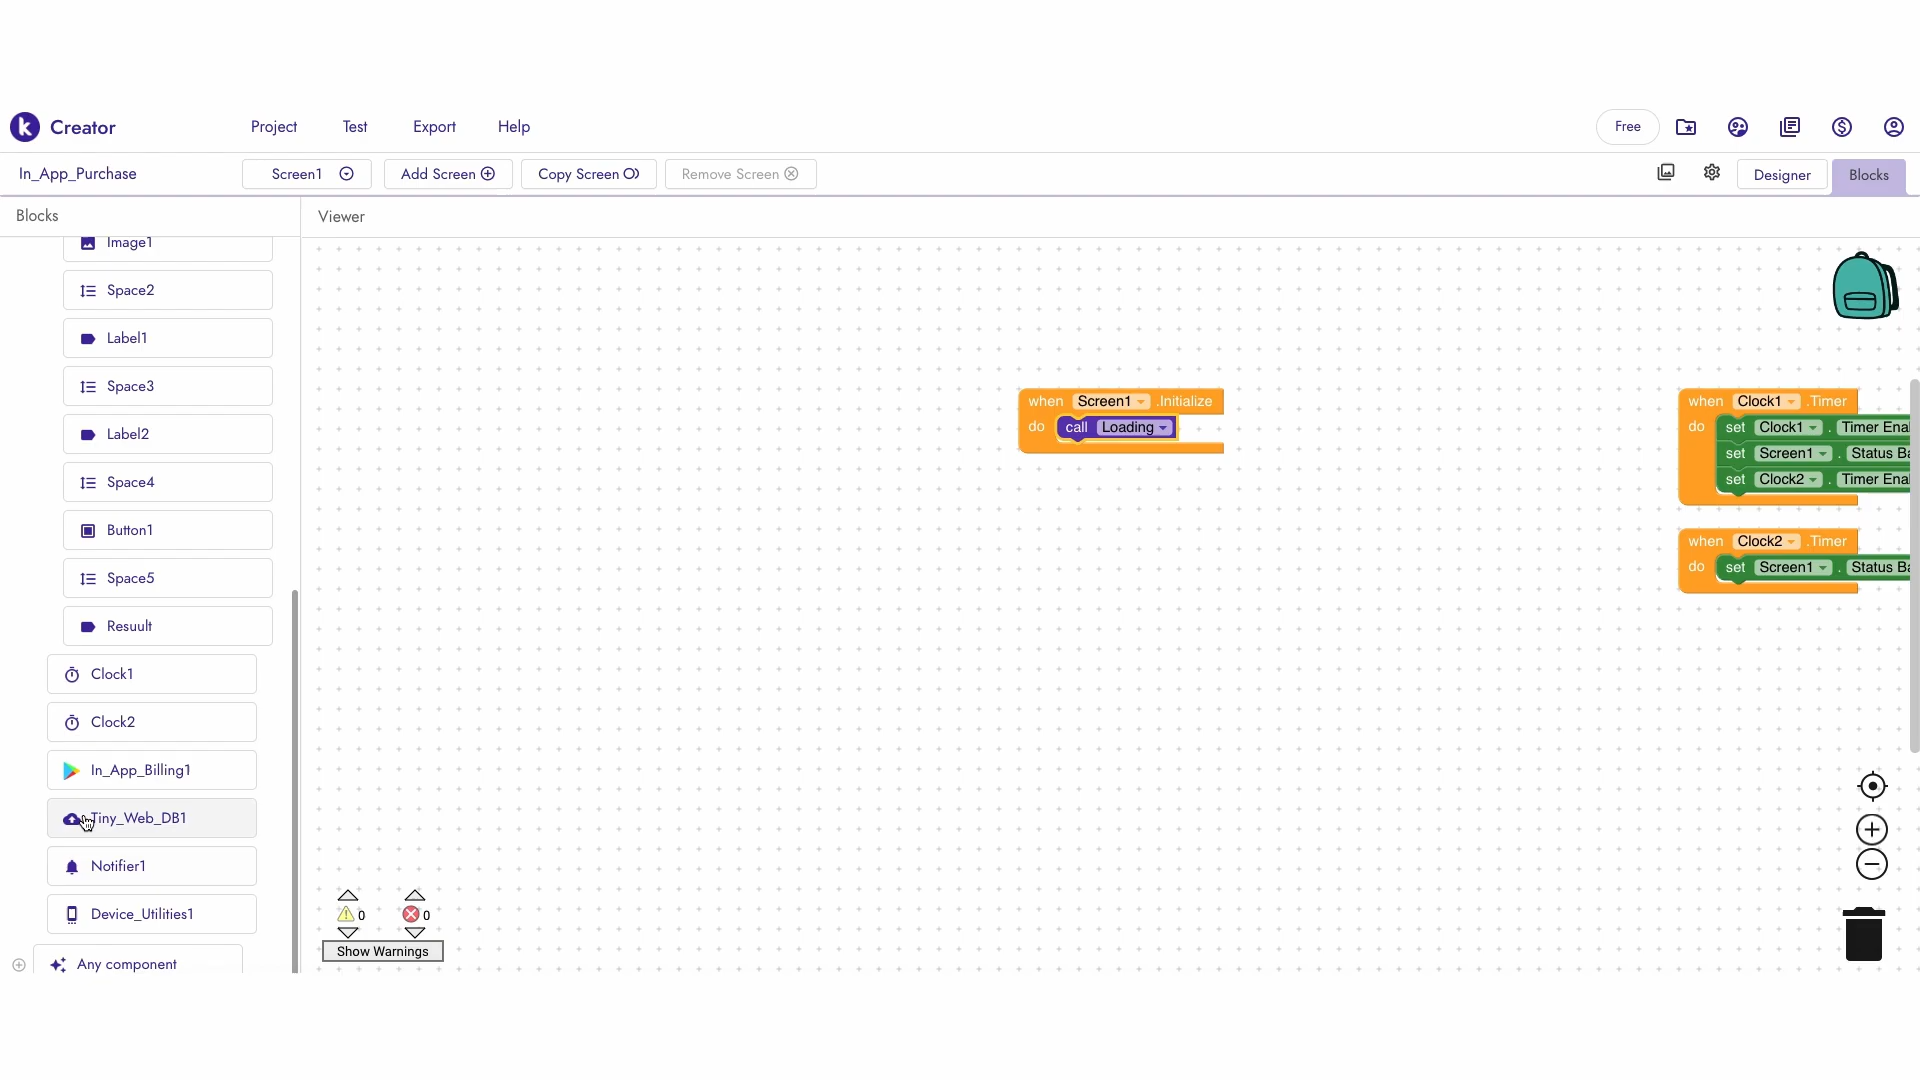 Creator
Project
Test
Export
Help
Free
In_App_Purchase
Screen1
Add Screen
Copy Screen
Remove Screen
Designer
Blocks
Blocks
Viewer
Image1
Space2
Label1
Space3
Label2
Space4
Button1
Space5
Resuult
Clock1
Clock2
In_App_Billing1
Tiny_Web_DB1
Notifier1
Device_Utilities1
Any component
when Screen1 .Initialize
do call Loading
when Clock1 .Timer
do set Clock1 . Timer Ena
set Screen1 . Status Ba
set Clock2 . Timer Ena
when Clock2 .Timer
do set Screen1 . Status Ba
0 0
Show Warnings